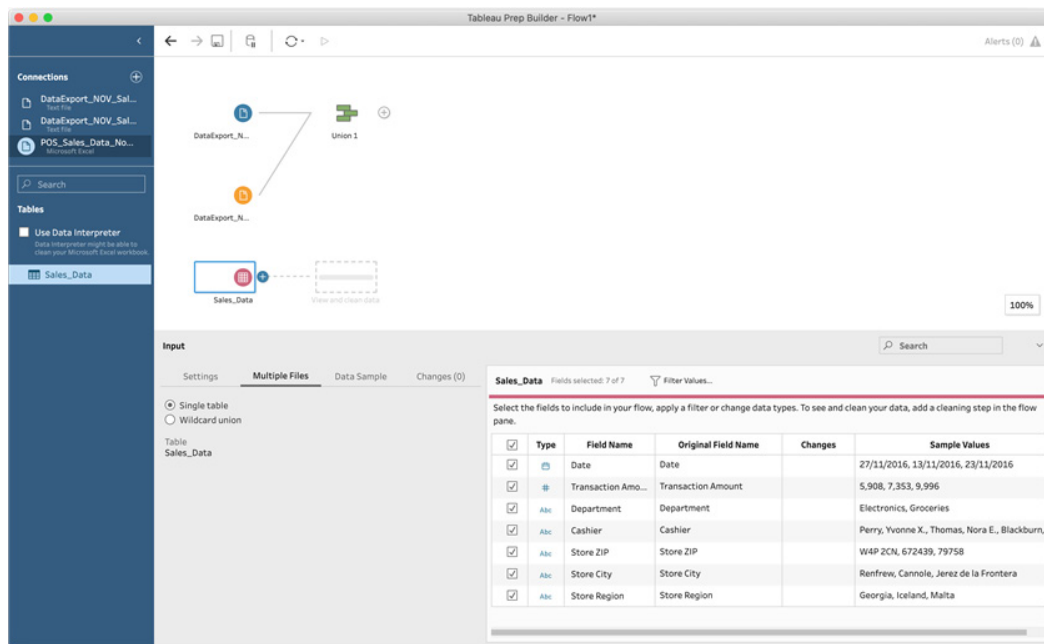 Tableau Prep Builder - Flow1*
Alerts (0)
Connections
DataExport_NOV_Sal...
Text file
DataExport_NOV_Sal...
Text file
POS_Sales_Data_No...
Microsoft Excel
Search
Tables
Use Data Interpreter
Data Interpreter might be able to
clean your Microsoft Excel workbook.
Sales_Data
DataExport_N...
Union 1
DataExport_N...
Sales_Data
View and clean data
100%
Input
Search
Settings
Multiple Files
Data Sample
Changes (0)
Single table
Wildcard union
Table
Sales_Data
Sales_Data Fields selected: 7 of 7 Filter Values...
Select the fields to include in your flow, apply a filter or change data types. To see and clean your data, add a cleaning step in the flow
pane.
Type Field Name Original Field Name Changes Sample Values
Date Date 27/11/2016, 13/11/2016, 23/11/2016
# Transaction Amo... Transaction Amount 5,908, 7,353, 9,996
Abc Department Department Electronics, Groceries
Abc Cashier Cashier Perry, Yvonne X., Thomas, Nora E., Blackburn,
Abc Store ZIP Store ZIP W4P 2CN, 672439, 79758
Abc Store City Store City Renfrew, Cannole, Jerez de la Frontera
Abc Store Region Store Region Georgia, Iceland, Malta